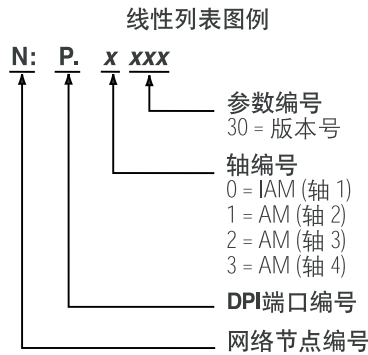 线性列表图例
N: P. x xxx
参数编号
30 = 版本号
轴编号
0 = IAM (轴 1)
1 = AM (轴 2)
2 = AM (轴 3)
3 = AM (轴 4)
DPI端口编号
网络节点编号